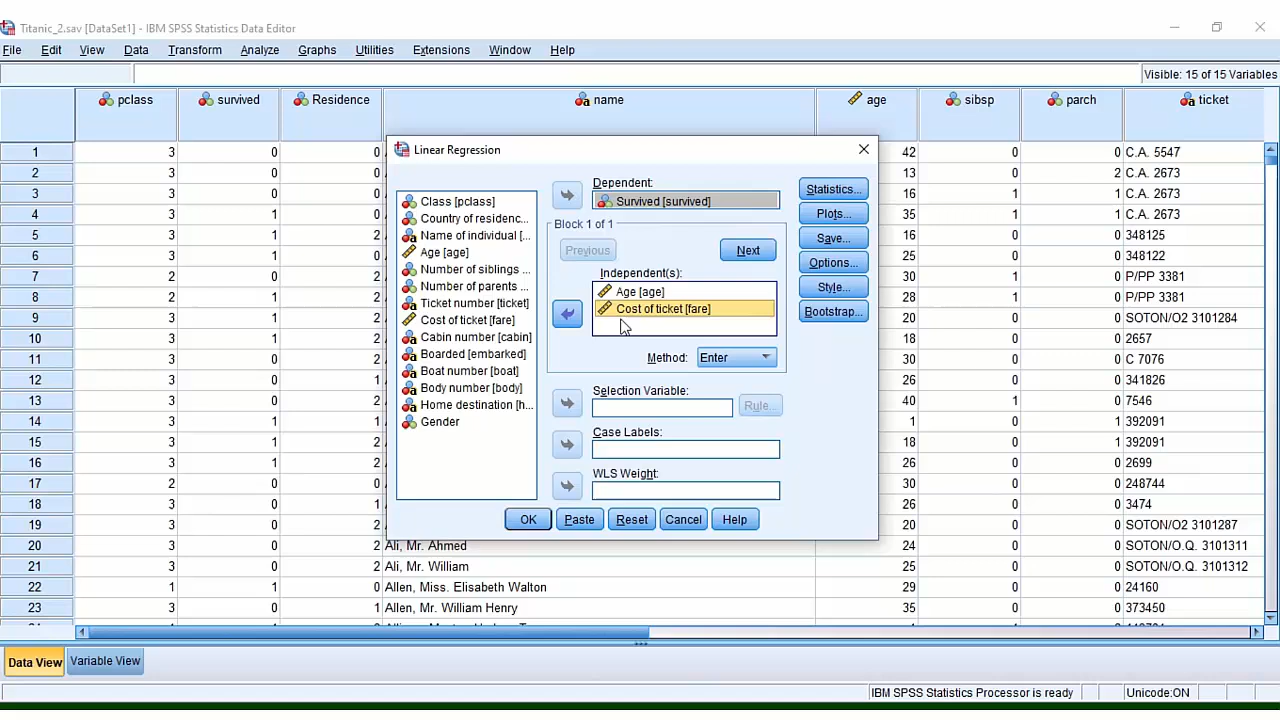 Titanic_2.sav [DataSet1] - IBM SPSS Statistics Data Editor
File Edit View Data Transform Analyze Graphs Utilities Extensions Window Help
Visible: 15 of 15 Variables
pclass survived Residence name age sibsp parch ticket
Linear Regression
Class [pclass]
Country of residenc...
Name of individual [...
Age [age]
Number of siblings ...
Number of parents ...
Ticket number [ticket]
Cost of ticket [fare]
Cabin number [cabin]
Boarded [embarked]
Boat number [boat]
Body number [body]
Home destination [h...
Gender
Dependent:
Survived [survived]
Block 1 of 1
Previous Next
Independent(s):
Age [age]
Cost of ticket [fare]
Method: Enter
Selection Variable:
Rule...
Case Labels:
WLS Weight:
Statistics...
Plots...
Save...
Options...
Style...
Bootstrap...
OK Paste Reset Cancel Help
1 3 0 0 42 0 0 C.A. 5547
2 3 0 0 13 0 2 C.A. 2673
3 3 0 0 16 1 1 C.A. 2673
4 3 1 0 35 1 1 C.A. 2673
5 3 1 2 16 0 0 348125
6 3 1 0 25 0 0 348122
7 2 0 2 30 1 0 P/PP 3381
8 2 1 2 28 1 0 P/PP 3381
9 3 1 0 20 0 0 SOTON/O2 3101284
10 3 1 0 18 0 0 2657
11 3 0 0 30 0 0 C 7076
12 3 0 1 26 0 0 341826
13 3 0 1 40 1 0 7546
14 3 1 1 1 0 1 392091
15 3 1 2 18 0 1 392091
16 3 1 0 26 0 0 2699
17 2 0 2 30 0 0 248744
18 3 0 1 26 0 0 3474
19 3 0 2 20 0 0 SOTON/O2 3101287
20 3 0 2 Ali, Mr. Ahmed 24 0 0 SOTON/O.Q. 3101311
21 3 0 2 Ali, Mr. William 25 0 0 SOTON/O.Q. 3101312
22 1 1 0 Allen, Miss. Elisabeth Walton 29 0 0 24160
23 3 0 1 Allen, Mr. William Henry 35 0 0 373450
Data View Variable View
IBM SPSS Statistics Processor is ready Unicode:ON